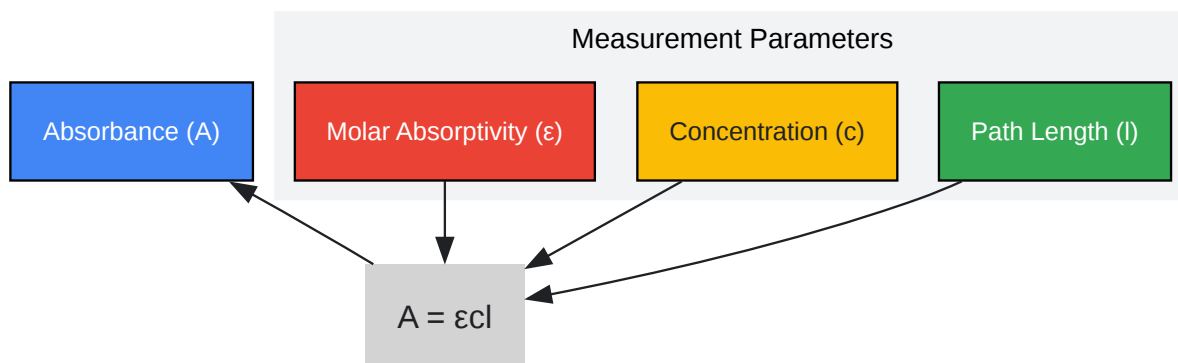 Measurement Parameters
Absorbance (A)
Molar Absorptivity (ε)
Concentration (c)
Path Length (l)
A = εcl